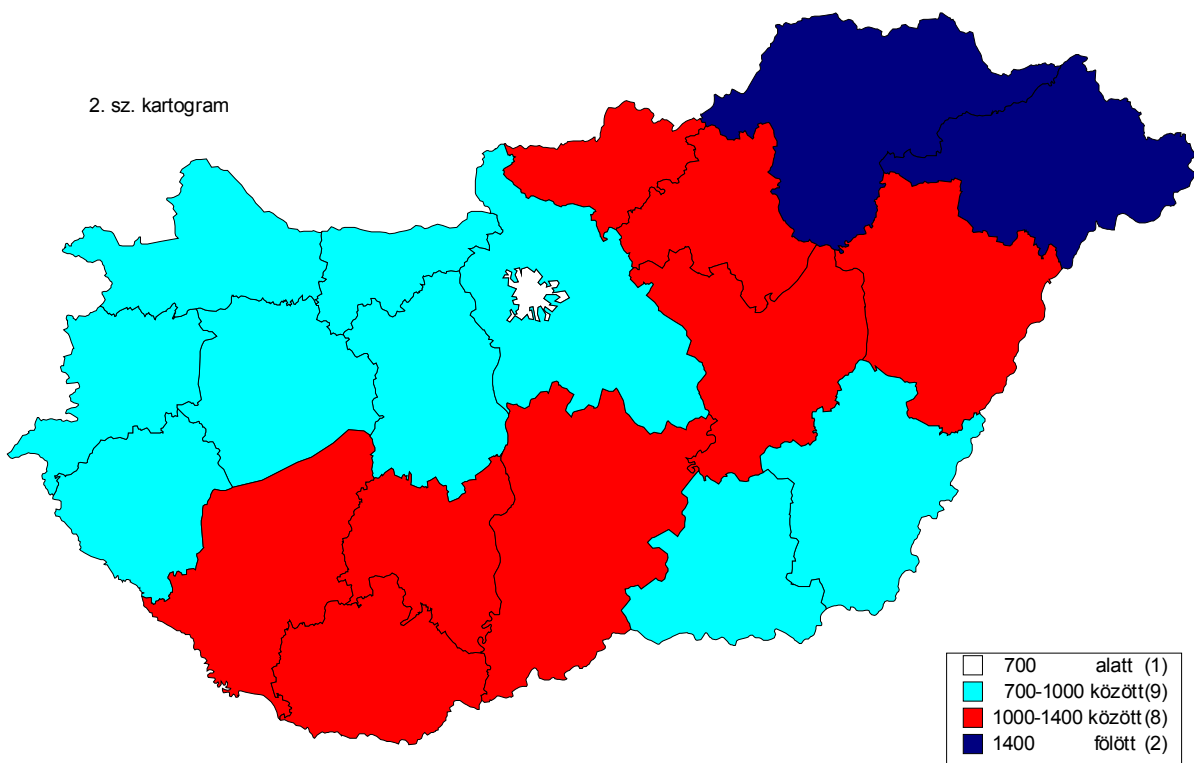 2. sz. kartogram
700 alatt (1)
700-1000 között(9)
1000-1400 között(8)
1400 fölött (2)